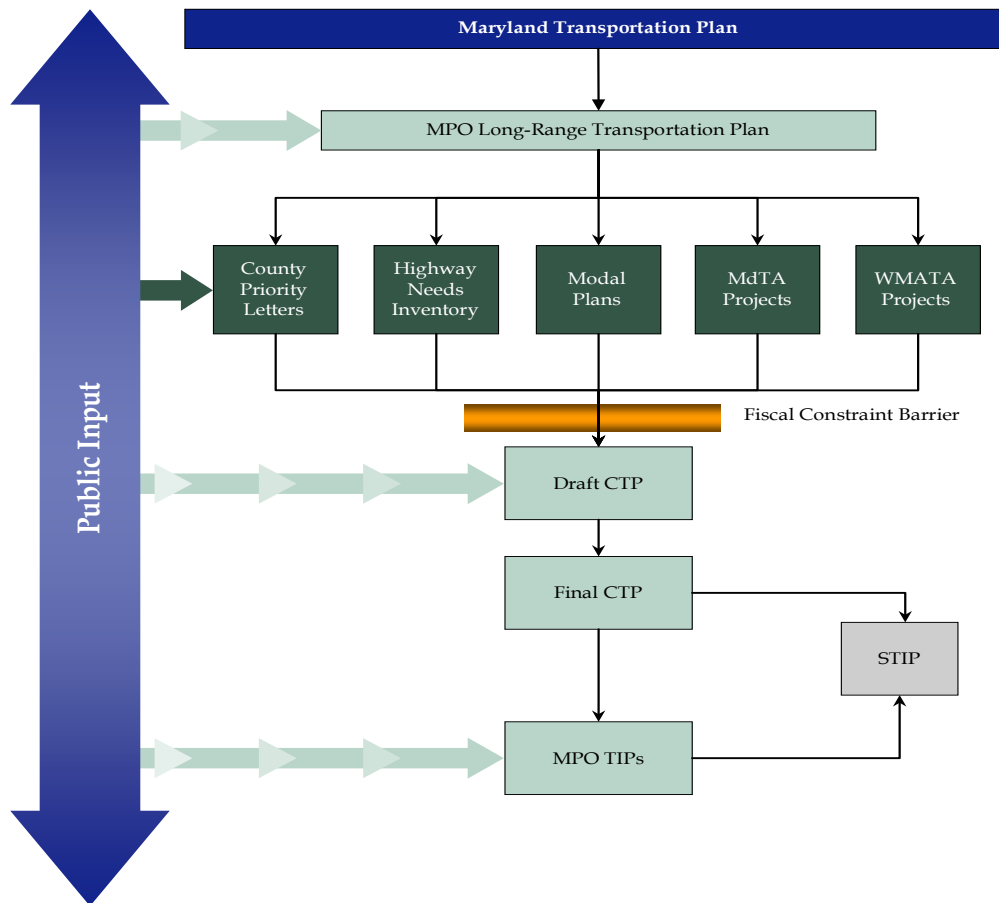 Maryland Transportation Plan
MPO Long-Range Transportation Plan
County
Priority
Letters
Highway
Needs
Inventory
Modal
Plans
MdTA
Projects
WMATA
Projects
Fiscal Constraint Barrier
Public Input
Draft CTP
Final CTP
STIP
MPO TIPs